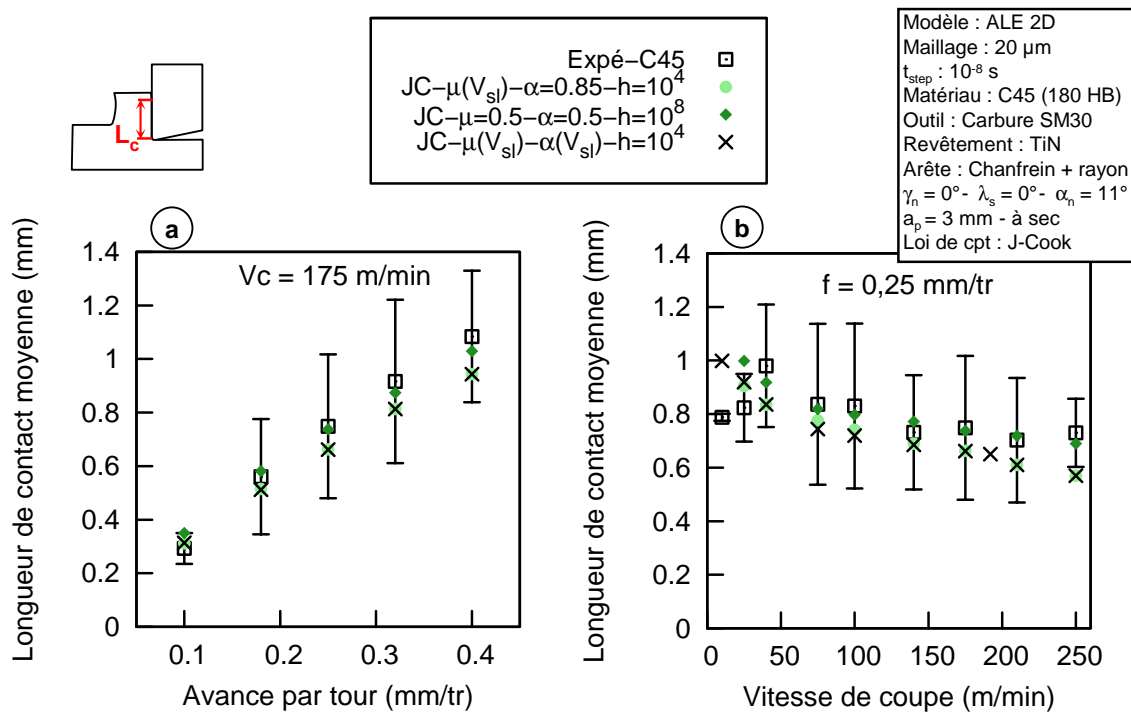 Expé−C45
JC−μ(Vsl)−α=0.85−h=10⁴
JC−μ=0.5−α=0.5−h=10⁸
JC−μ(Vsl)−α(Vsl)−h=10⁴
Modèle : ALE 2D
Maillage : 20 µm
tstep : 10-8 s
Matériau : C45 (180 HB)
Outil : Carbure SM30
Revêtement : TiN
Arête : Chanfrein + rayon
γn = 0° - λs = 0° - αn = 11°
ap = 3 mm - à sec
Loi de cpt : J-Cook
Lc
a
Vc = 175 m/min
Longueur de contact moyenne (mm)
1.4
1.2
1
0.8
0.6
0.4
0.2
0
0.1 0.2 0.3 0.4
Avance par tour (mm/tr)
b
f = 0,25 mm/tr
Longueur de contact moyenne (mm)
1.4
1.2
1
0.8
0.6
0.4
0.2
0
0 50 100 150 200 250
Vitesse de coupe (m/min)